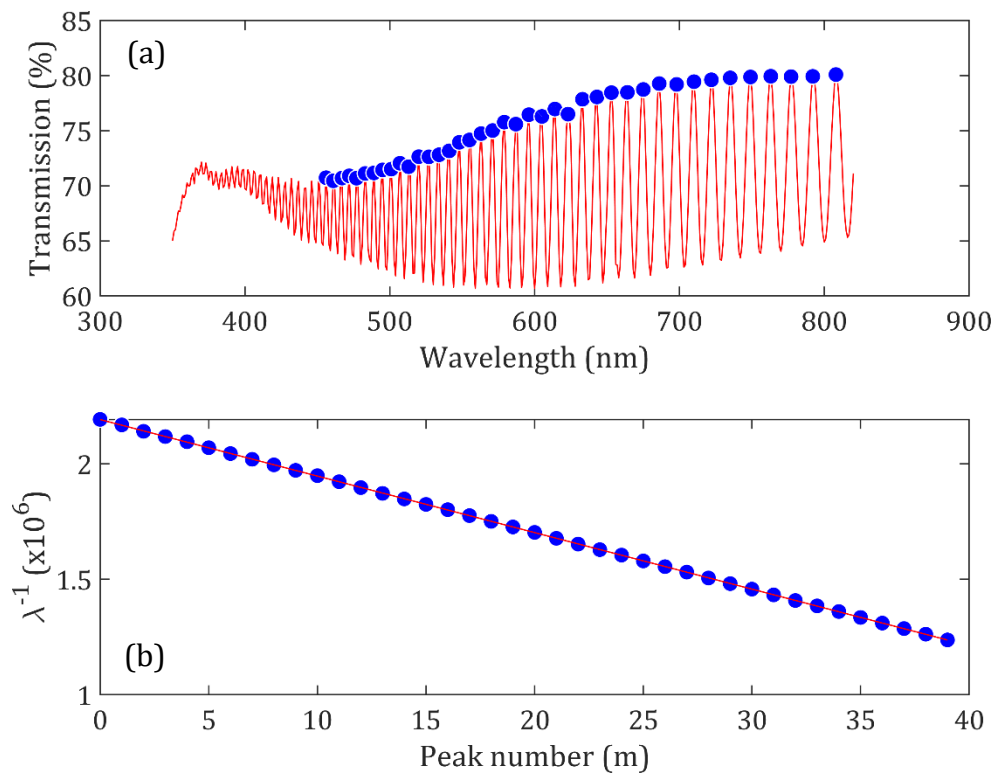 (a)
Transmission (%)
85
80
75
70
65
60
300 400 500 600 700 800 900
Wavelength (nm)
(b)
λ⁻¹ (x10⁶)
2
1.5
1
0 5 10 15 20 25 30 35 40
Peak number (m)